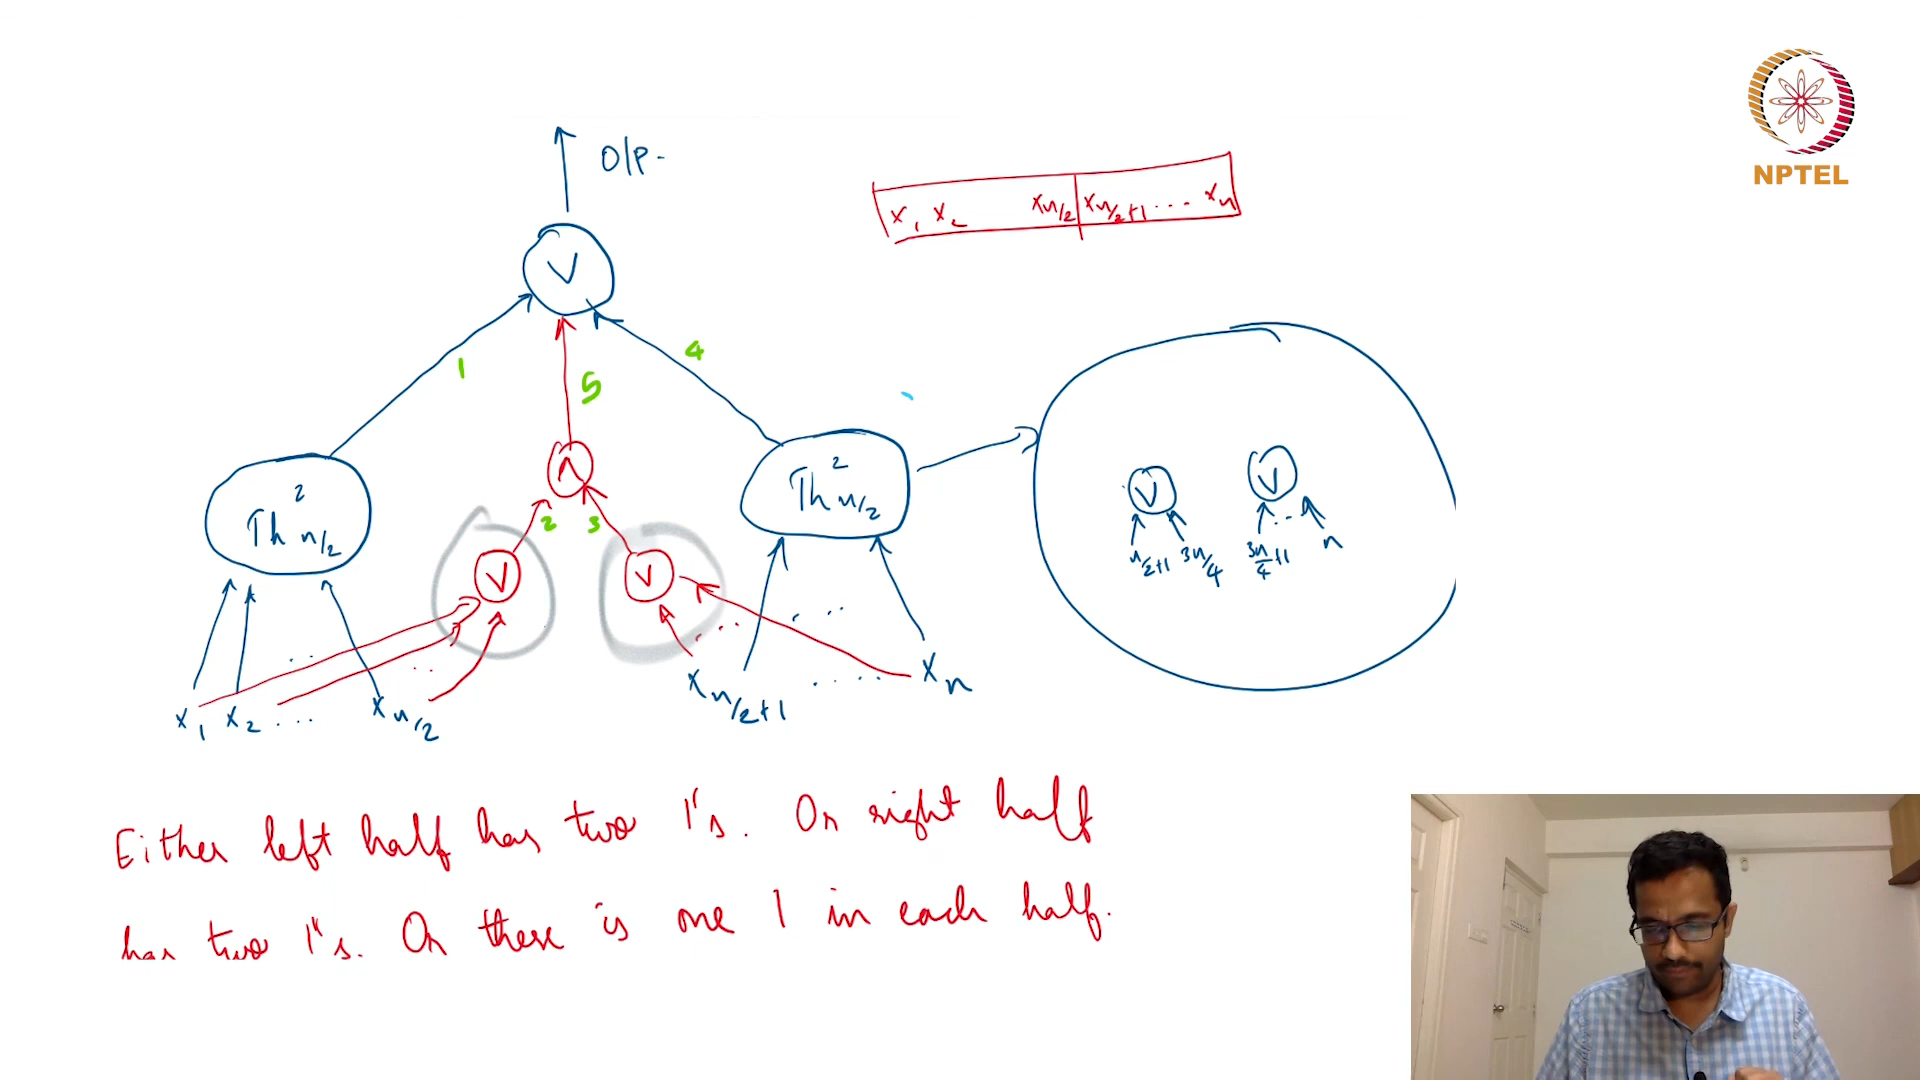 NPTEL
O/P.
x₁ x₂ xn/2 xn/2+1 ... xn
∨
1
4
5
∧
Th²n/2
Th²n/2
2
3
∨
∨
∨
∨
n/2+1
3n/4
3n/4+1
...
n
x₁ x₂ ... xn/2
xn/2+1 ..... xn
Either left half has two 1's. Or right half
has two 1's. Or there is one 1 in each half.